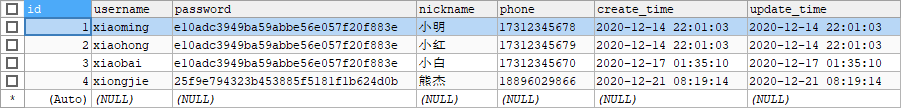 id username password nickname phone create_time update_time
1 xiaoming e10adc3949ba59abbe56e057f20f883e 小明 17312345678 2020-12-14 22:01:03 2020-12-14 22:01:03
2 xiaohong e10adc3949ba59abbe56e057f20f883e 小红 17312345679 2020-12-14 22:01:03 2020-12-14 22:01:03
3 xiaobai e10adc3949ba59abbe56e057f20f883e 小白 17312345670 2020-12-17 01:35:10 2020-12-17 01:35:10
4 xiongjie 25f9e794323b453885f5181f1b624d0b 熊杰 18896029866 2020-12-21 08:19:14 2020-12-21 08:19:14
* (Auto) (NULL) (NULL) (NULL) (NULL) (NULL) (NULL)